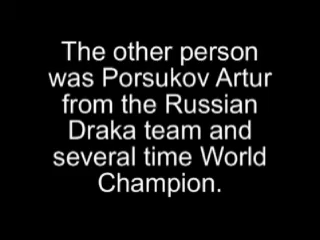 The other person
was Porsukov Artur
from the Russian
Draka team and
several time World
Champion.